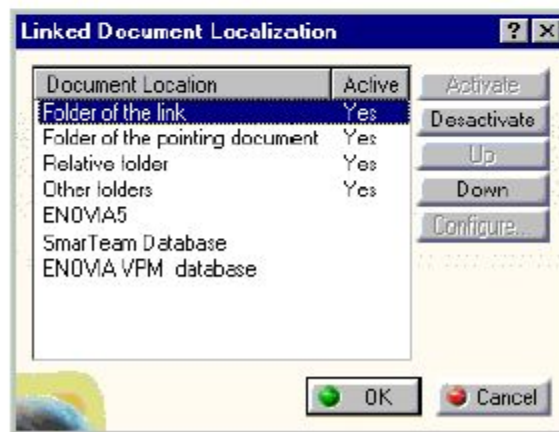 Linked Document Localization
Document Location Active
Folder of the link Yes
Folder of the pointing document Yes
Relative folder Yes
Other folders Yes
ENOVIA5
SmarTeam Database
ENOVIA VPM database
Activate
Desactivate
Up
Down
Configure...
OK Cancel